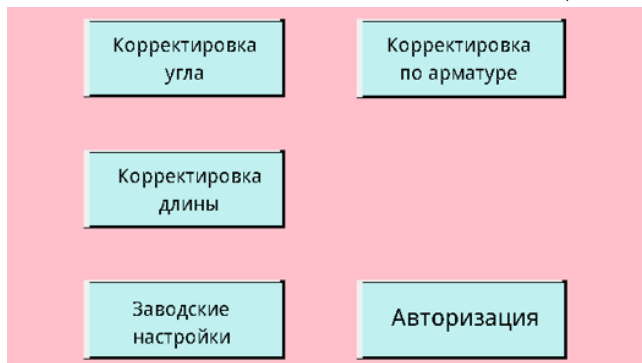 Корректировка
угла
Корректировка
по арматуре
Корректировка
длины
Заводские
настройки
Авторизация